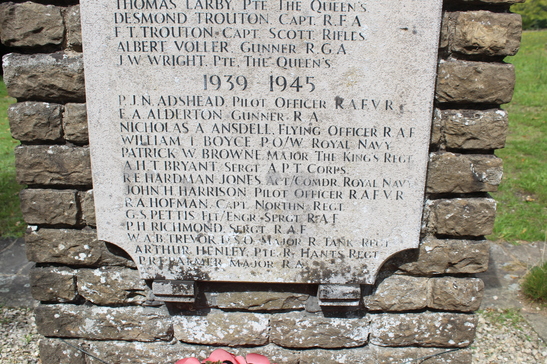 THOMAS LARBY, PTE. THE QUEEN'S
DESMOND TROUTON, CAPT. R.F.A.
F.T. TROUTON-CAPT SCOTT RIFLES
ALBERT VOLLER, GUNNER R.G.A.
J.W. WRIGHT, PTE. THE QUEEN'S
1939 1945
P.J.N. ADSHEAD, PILOT OFFICER R.A.F.V.R.
F.A. ALDERTON, GUNNER R.A.
NICHOLAS A. ANSDELL, FLYING OFFICER R.A.F.
WILLIAM T. BOYCE P.O/W. ROYAL NAVY
PATRICK W. BROWNE, MAJOR THE KING'S REGT
A.H.T. BRYANT, SERGT A.P.T. CORPS.
R.E. HARDMAN JONES, ACT/COMDR. ROYAL NAVY
JOHN T. HARRISON PILOT OFFICER R.A.F.V.R
R.A. HOFMAN, CAPT. NORTHN REGT
G.S. PETTIS FLT/ENGR-SERGT R.A.F
P.H. RICHMOND, SERGT R.A.F
W.A.B. TREVOR D.S.O. MAJOR R. TANK REGT
ARTHUR HENLEY, PTE. R. HANTS REGT
MAJOR R.A.